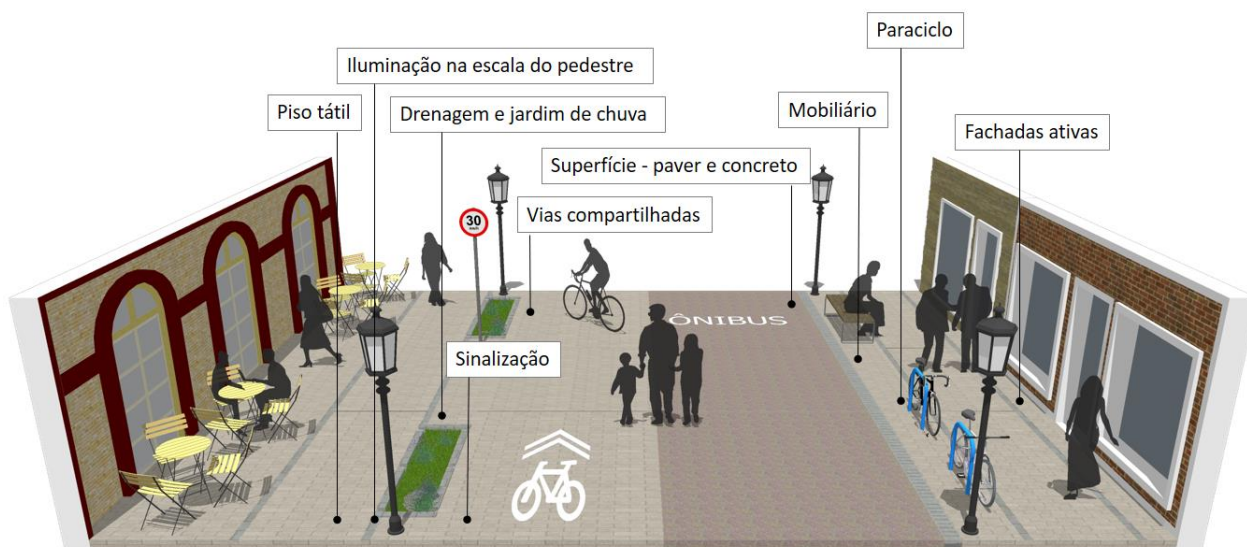 Paraciclo
Iluminação na escala do pedestre
Piso tátil
Drenagem e jardim de chuva
Mobiliário
Fachadas ativas
Superfície - paver e concreto
Vias compartilhadas
30
km/h
ÔNIBUS
Sinalização